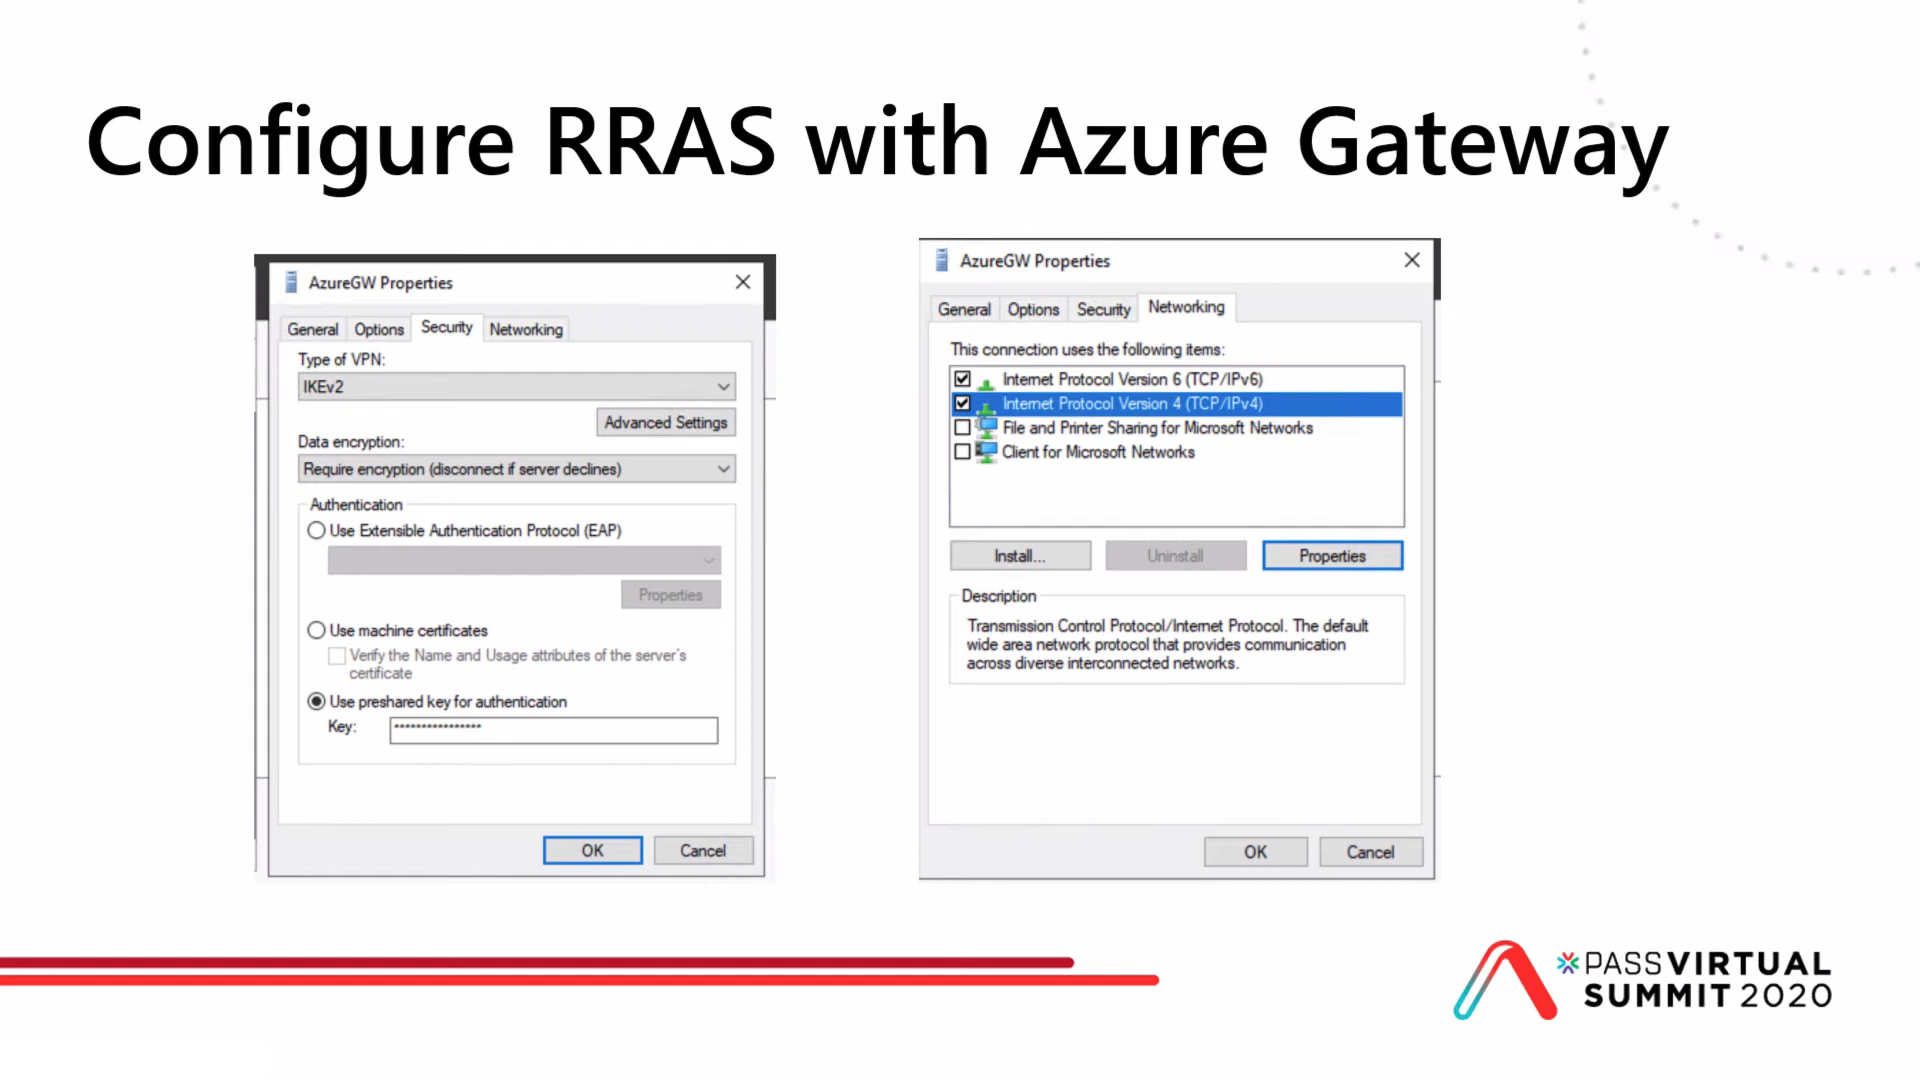 Configure RRAS with Azure Gateway
AzureGW Properties
General Options Security Networking
Type of VPN:
IKEv2
Advanced Settings
Data encryption:
Require encryption (disconnect if server declines)
Authentication
Use Extensible Authentication Protocol (EAP)
Properties
Use machine certificates
Verify the Name and Usage attributes of the server's
certificate
Use preshared key for authentication
Key: ****************
OK Cancel
AzureGW Properties
General Options Security Networking
This connection uses the following items:
Internet Protocol Version 6 (TCP/IPv6)
Internet Protocol Version 4 (TCP/IPv4)
File and Printer Sharing for Microsoft Networks
Client for Microsoft Networks
Install... Uninstall Properties
Description
Transmission Control Protocol/Internet Protocol. The default
wide area network protocol that provides communication
across diverse interconnected networks.
OK Cancel
PASS VIRTUAL
SUMMIT 2020